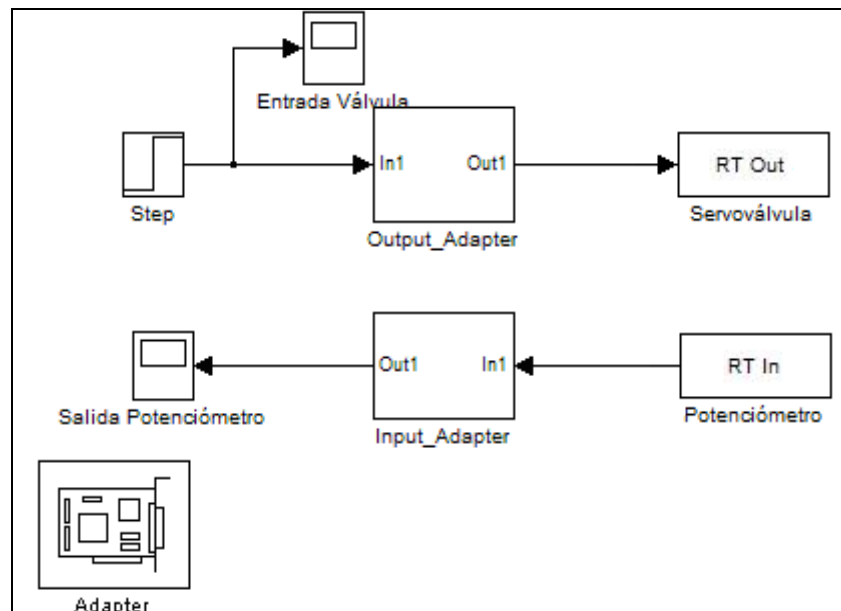 Entrada Válvula
In1
Out1
RT Out
Step
Output_Adapter
Servoválvula
Out1
In1
RT In
Salida Potenciómetro
Input_Adapter
Potenciómetro
Adapter